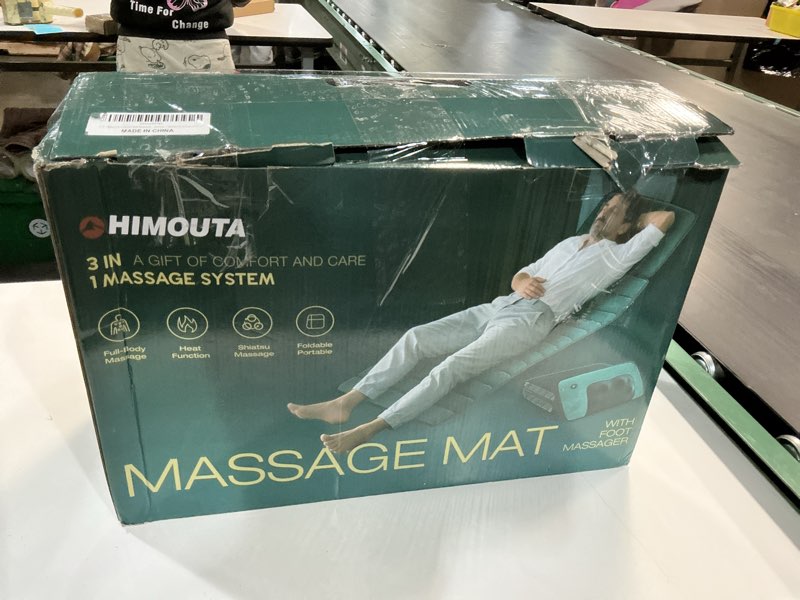 Time For
Change
MADE IN CHINA
HIMOUTA
3 IN A GIFT OF COMFORT AND CARE
1 MASSAGE SYSTEM
Full-Body
Massage
Heat
Function
Shiatsu
Massage
Foldable
Portable
MASSAGE MAT
WITH
FOOT
MASSAGER